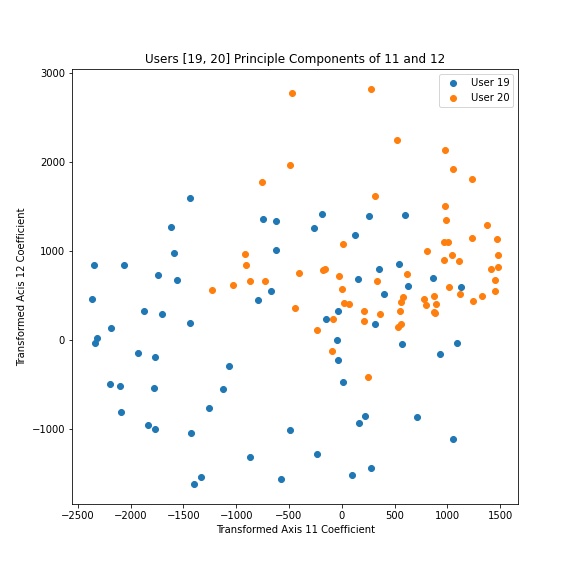 Users [19, 20] Principle Components of 11 and 12
User 19
User 20
Transformed Acis 12 Coefficient
3000
2000
1000
0
−1000
−2500
−2000
−1500
−1000
−500
0
500
1000
1500
Transformed Axis 11 Coefficient